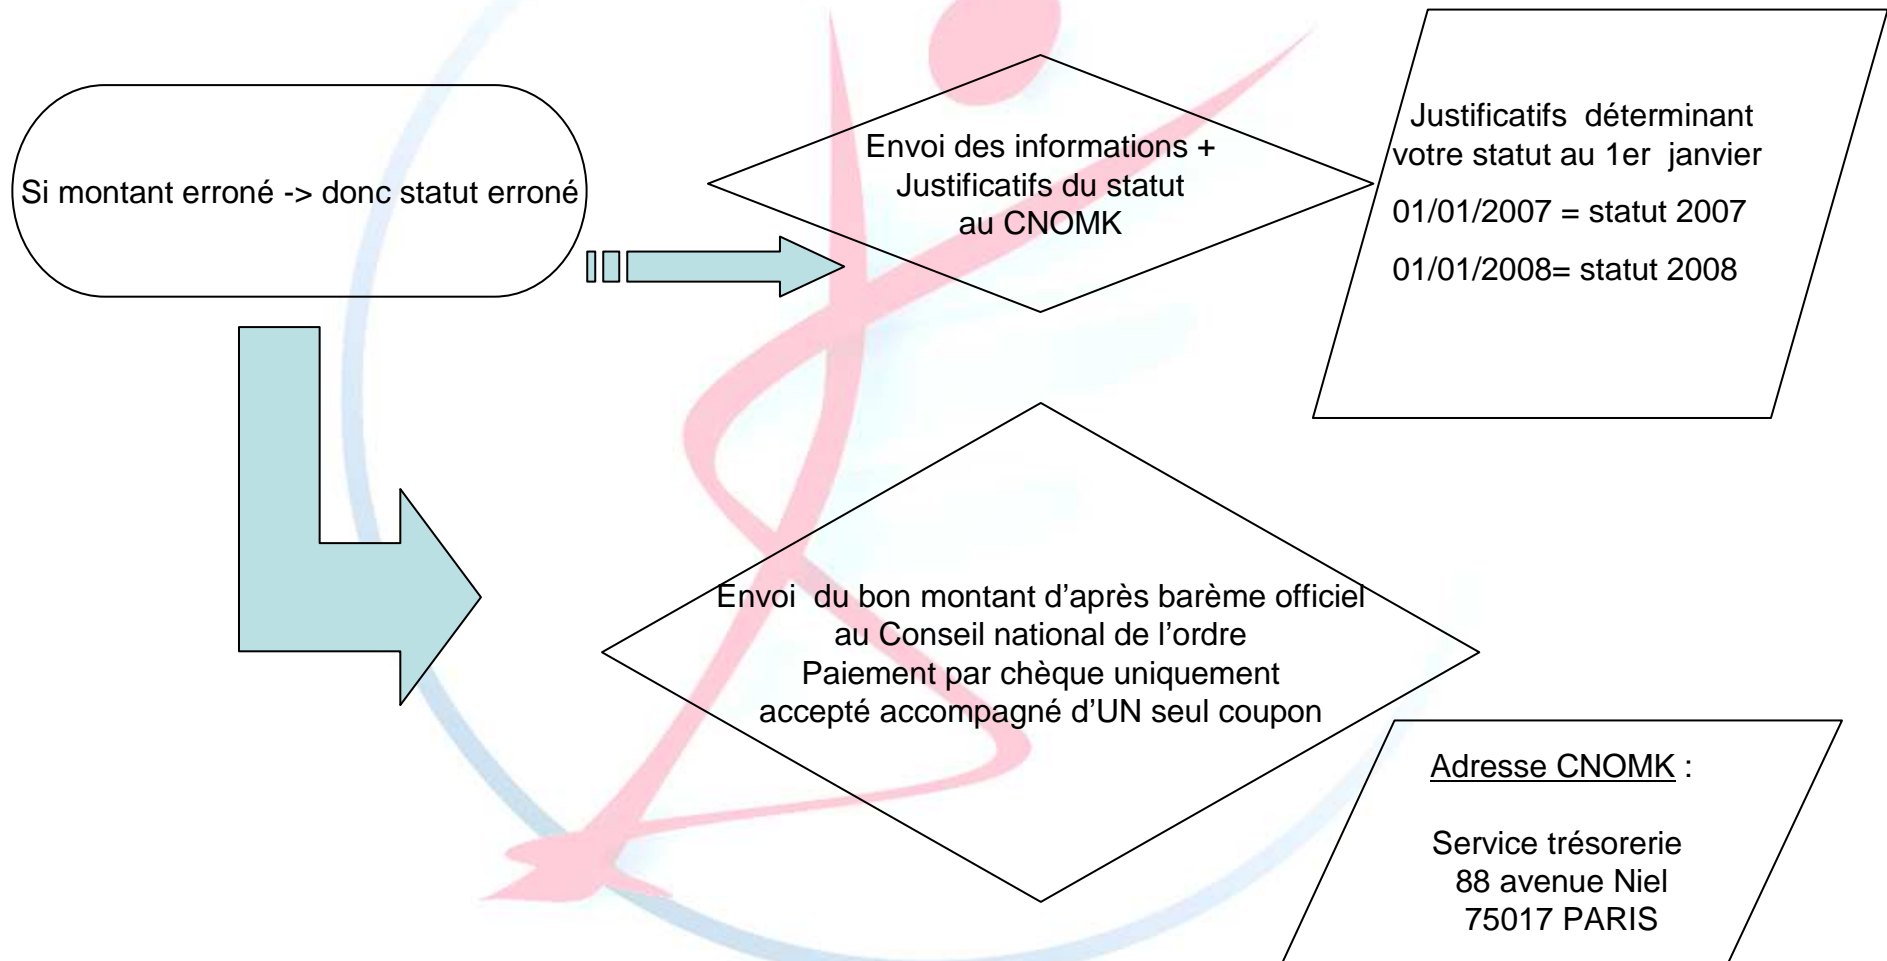 Si montant erroné -> donc statut erroné
Envoi des informations +
Justificatifs du statut
au CNOMK
Justificatifs déterminant
votre statut au 1er janvier
01/01/2007 = statut 2007
01/01/2008= statut 2008
Envoi du bon montant d’après barème officiel
au Conseil national de l’ordre
Paiement par chèque uniquement
accepté accompagné d’UN seul coupon
Adresse CNOMK :
Service trésorerie
88 avenue Niel
75017 PARIS